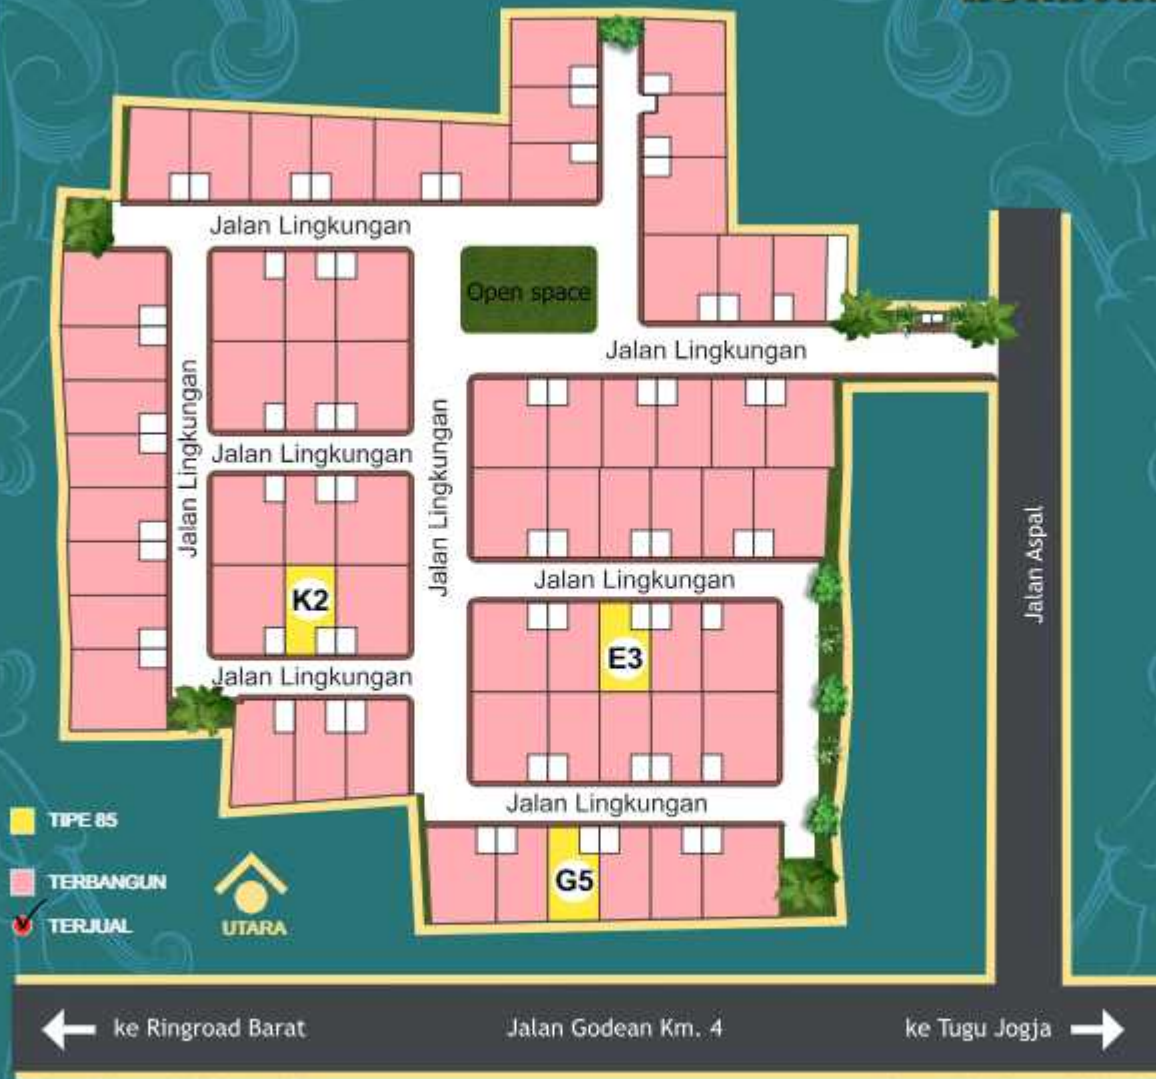 Jalan Lingkungan
Open space
Jalan Lingkungan
Jalan Lingkungan
Jalan Lingkungan
Jalan Lingkungan
Jalan Lingkungan
Jalan Aspal
Jalan Lingkungan
K2
E3
Jalan Lingkungan
Jalan Lingkungan
TIPE 85
G5
TERBANGUN
TERJUAL
UTARA
ke Ringroad Barat
Jalan Godean Km. 4
ke Tugu Jogja